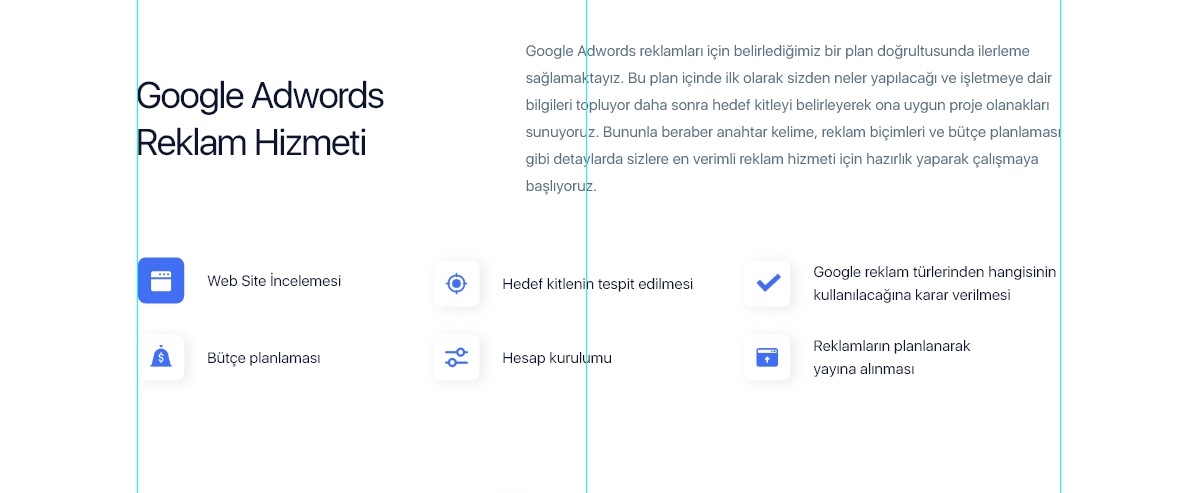 Google Adwords
Reklam Hizmeti
Google Adwords reklamları için belirlediğimiz bir plan doğrultusunda ilerleme
sağlamaktayız. Bu plan içinde ilk olarak sizden neler yapılacağı ve işletmeye dair
bilgileri topluyor daha sonra hedef kitleyi belirleyerek ona uygun proje olanakları
sunuyoruz. Bununla beraber anahtar kelime, reklam biçimleri ve bütçe planlaması
gibi detaylarda sizlere en verimli reklam hizmeti için hazırlık yaparak çalışmaya
başlıyoruz.
Web Site İncelemesi
Hedef kitlenin tespit edilmesi
Google reklam türlerinden hangisinin
kullanılacağına karar verilmesi
Bütçe planlaması
Hesap kurulumu
Reklamların planlanarak
yayına alınması